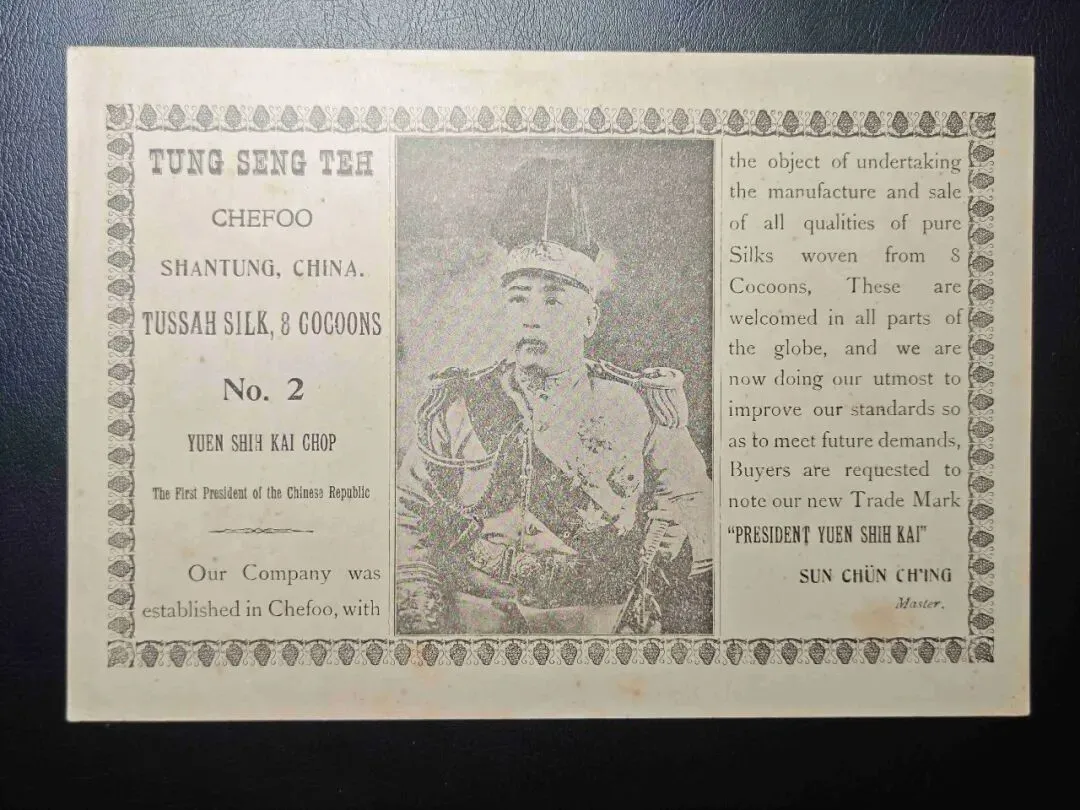 TUNG SENG TEH
CHEFOO
SHANTUNG, CHINA.
TUSSAH SILK, 8 COCOONS
No. 2
YUEN SHIH KAI CHOP
The First President of the Chinese Republic
Our Company was
established in Chefoo, with
the object of undertaking
the manufacture and sale
of all qualities of pure
Silks woven from 8
Cocoons, These are
welcomed in all parts of
the globe, and we are
now doing our utmost to
improve our standards so
as to meet future demands,
Buyers are requested to
note our new Trade Mark
“PRESIDENT YUEN SHIH KAI”
SUN CHÜN CH'ING
Master.